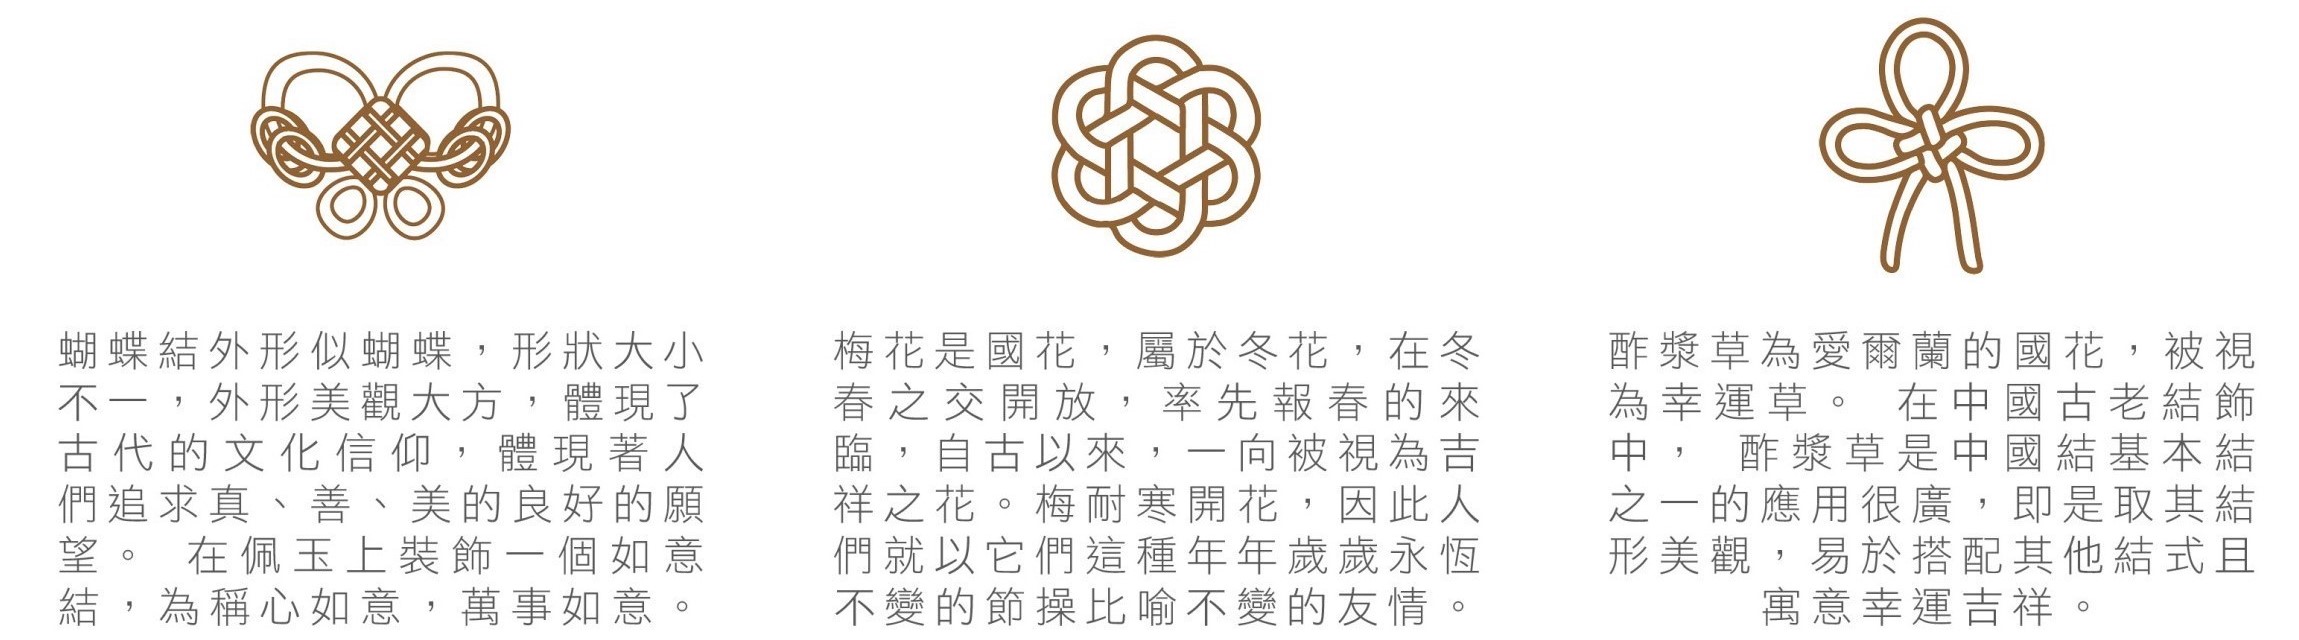 蝴蝶結外形似蝴蝶，形狀大小
不一，外形美觀大方，體現了
古代的文化信仰，體現著人
們追求真、善、美的良好的願
望。 在佩玉上裝飾一個如意
結，為稱心如意，萬事如意。
梅花是國花，屬於冬花，在冬
春之交開放，率先報春的來
臨，自古以來，一向被視為吉
祥之花。梅耐寒開花，因此人
們就以它們這種年年歲歲永恆
不變的節操比喻不變的友情。
酢漿草為愛爾蘭的國花，被視
為幸運草。 在中國古老結飾
中， 酢漿草是中國結基本結
之一的應用很廣，即是取其結
形美觀，易於搭配其他結式且
寓意幸運吉祥。